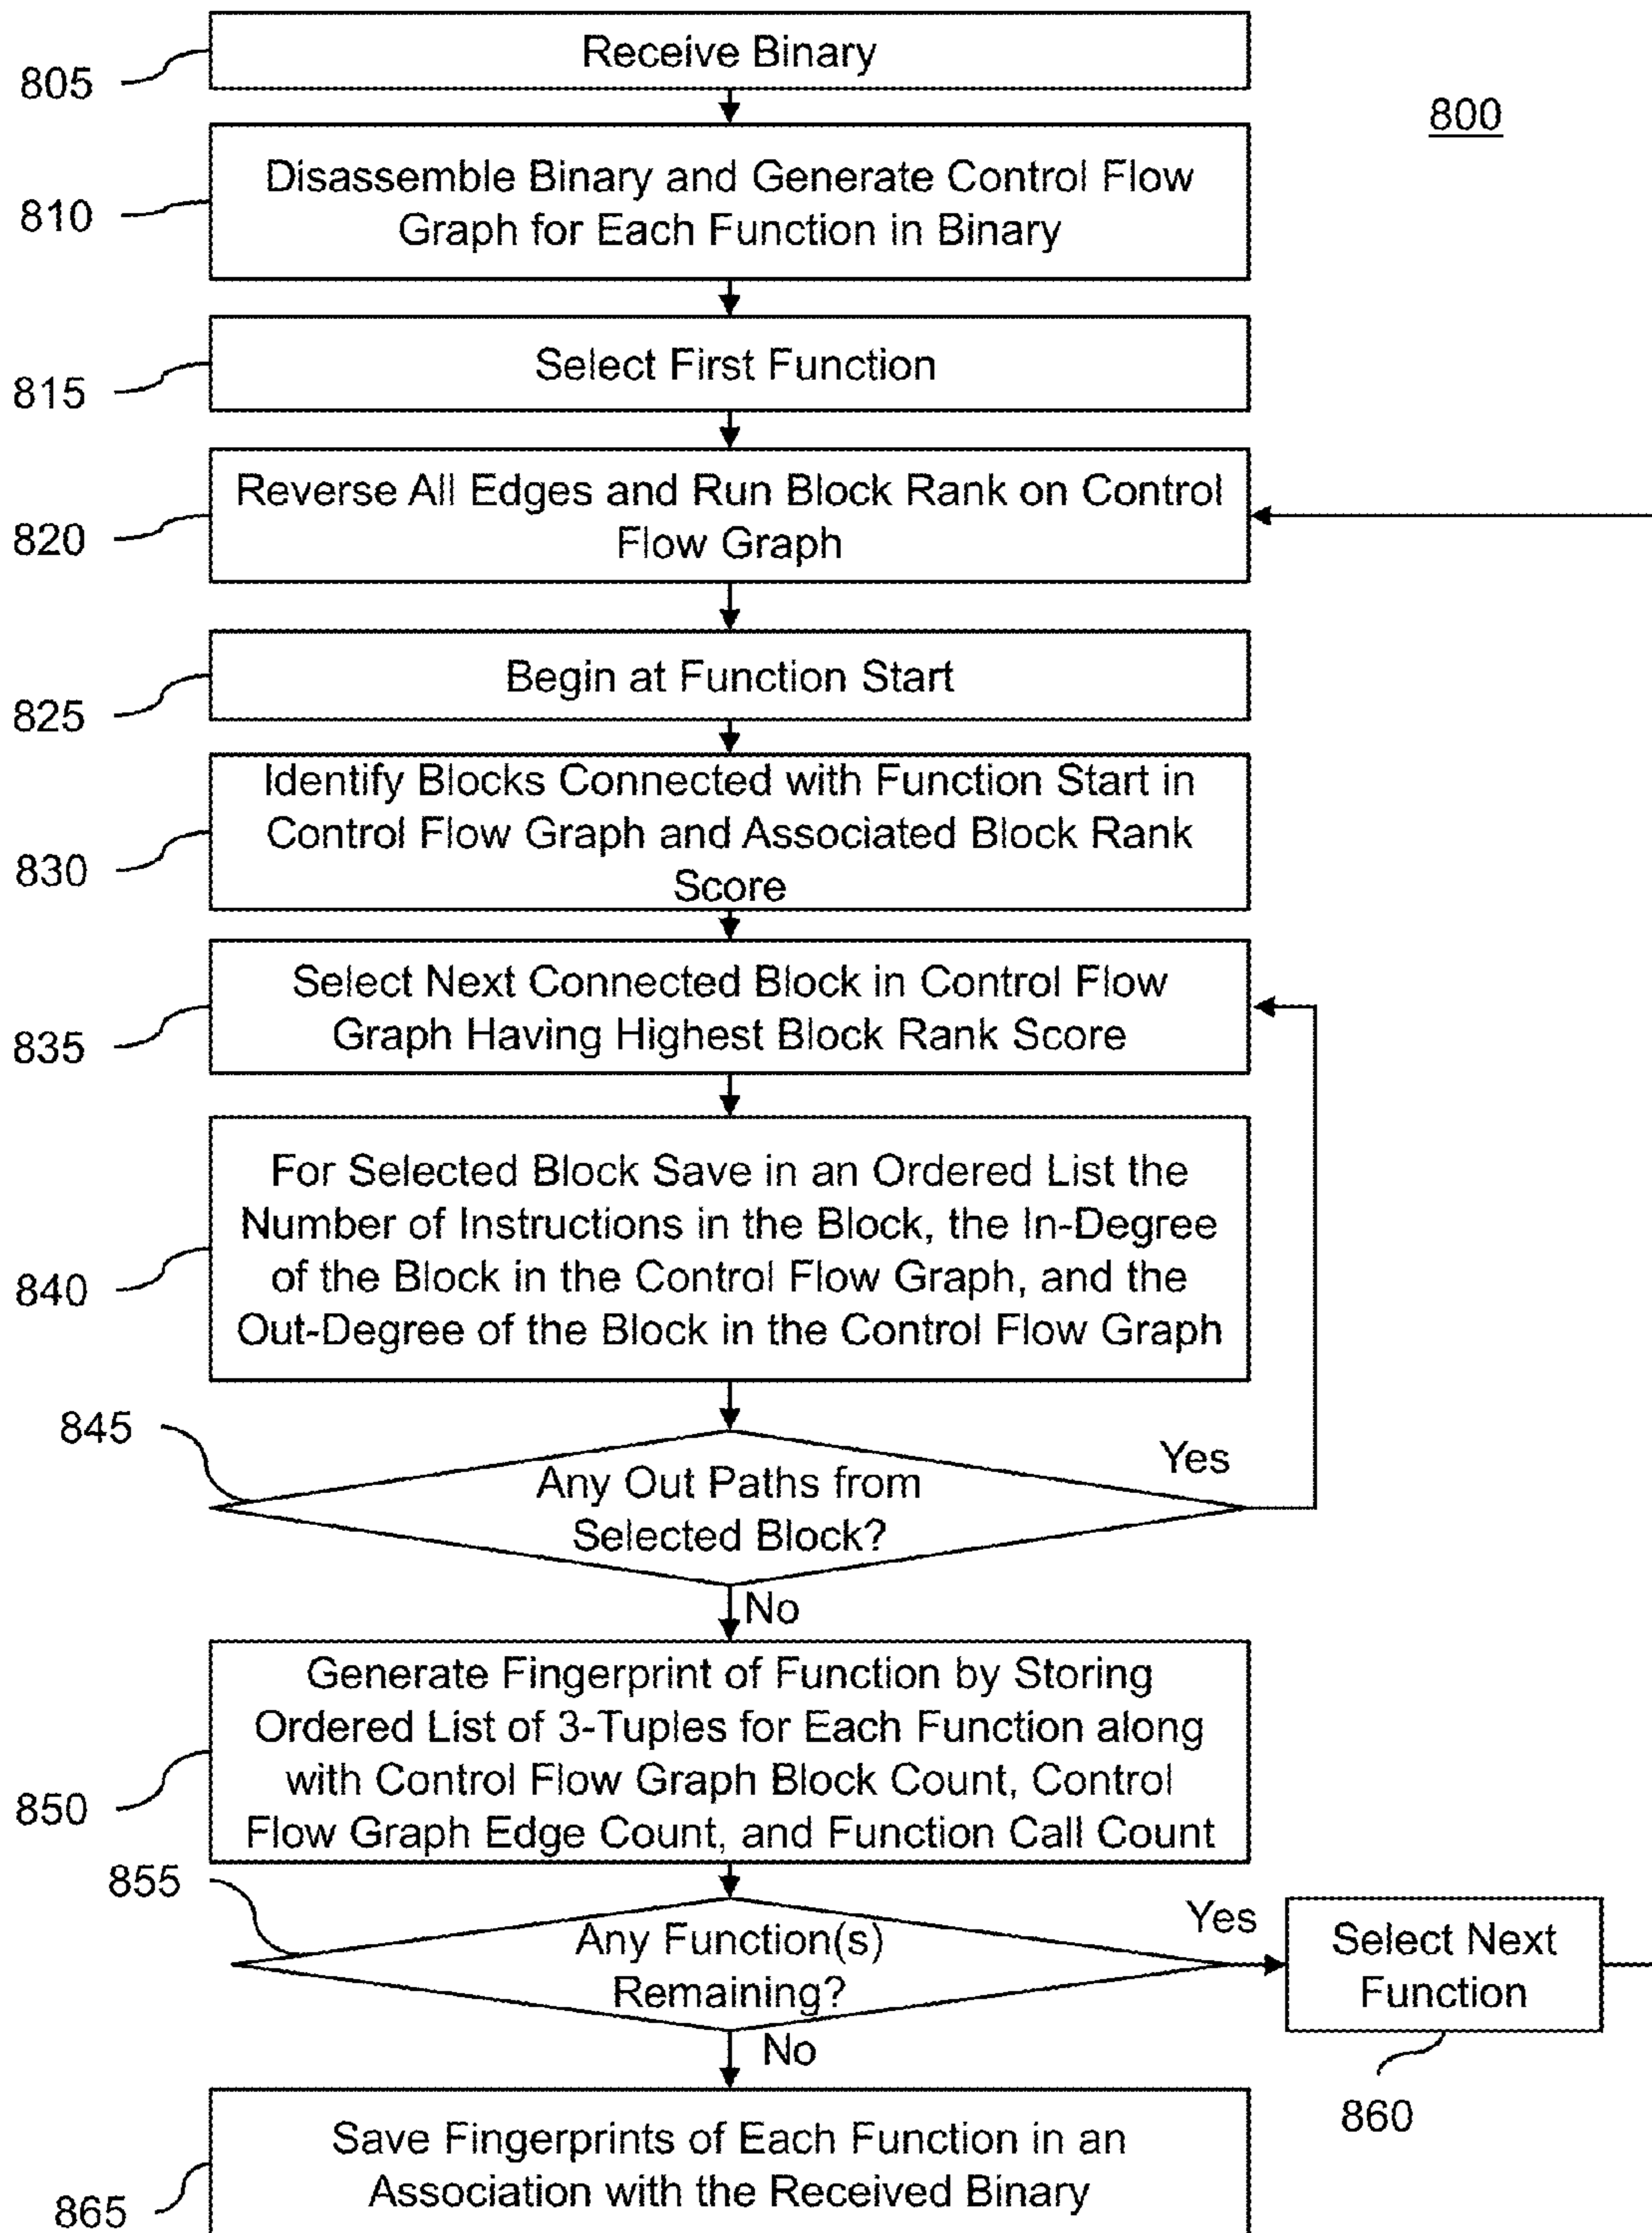 Receive Binary
805
800
Disassemble Binary and Generate Control Flow
Graph for Each Function in Binary
810
Select First Function
815
Reverse All Edges and Run Block Rank on Control
Flow Graph
820
Begin at Function Start
825
Identify Blocks Connected with Function Start in
Control Flow Graph and Associated Block Rank
Score
830
Select Next Connected Block in Control Flow
Graph Having Highest Block Rank Score
835
For Selected Block Save in an Ordered List the
Number of Instructions in the Block, the In-Degree
of the Block in the Control Flow Graph, and the
Out-Degree of the Block in the Control Flow Graph
840
845
Any Out Paths from
Selected Block?
Yes
No
Generate Fingerprint of Function by Storing
Ordered List of 3-Tuples for Each Function along
with Control Flow Graph Block Count, Control
Flow Graph Edge Count, and Function Call Count
850
855
Any Function(s)
Remaining?
Yes
Select Next
Function
No
860
Save Fingerprints of Each Function in an
Association with the Received Binary
865